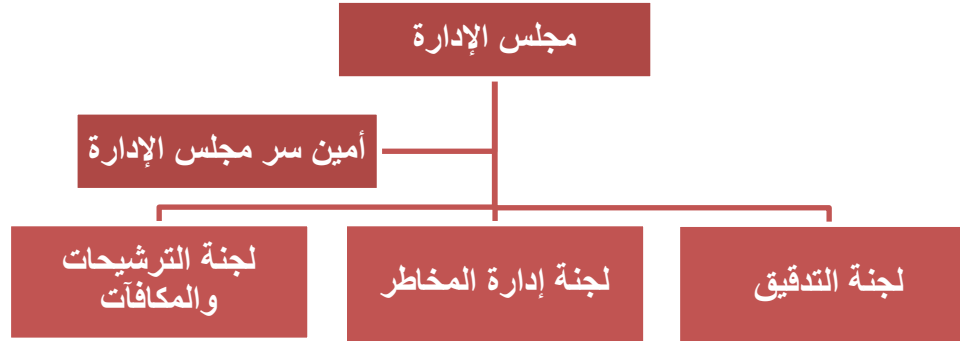 مجلس الإدارة
أمين سر مجلس الإدارة
لجنة التدقيق
لجنة إدارة المخاطر
لجنة الترشيحات
والمكافآت